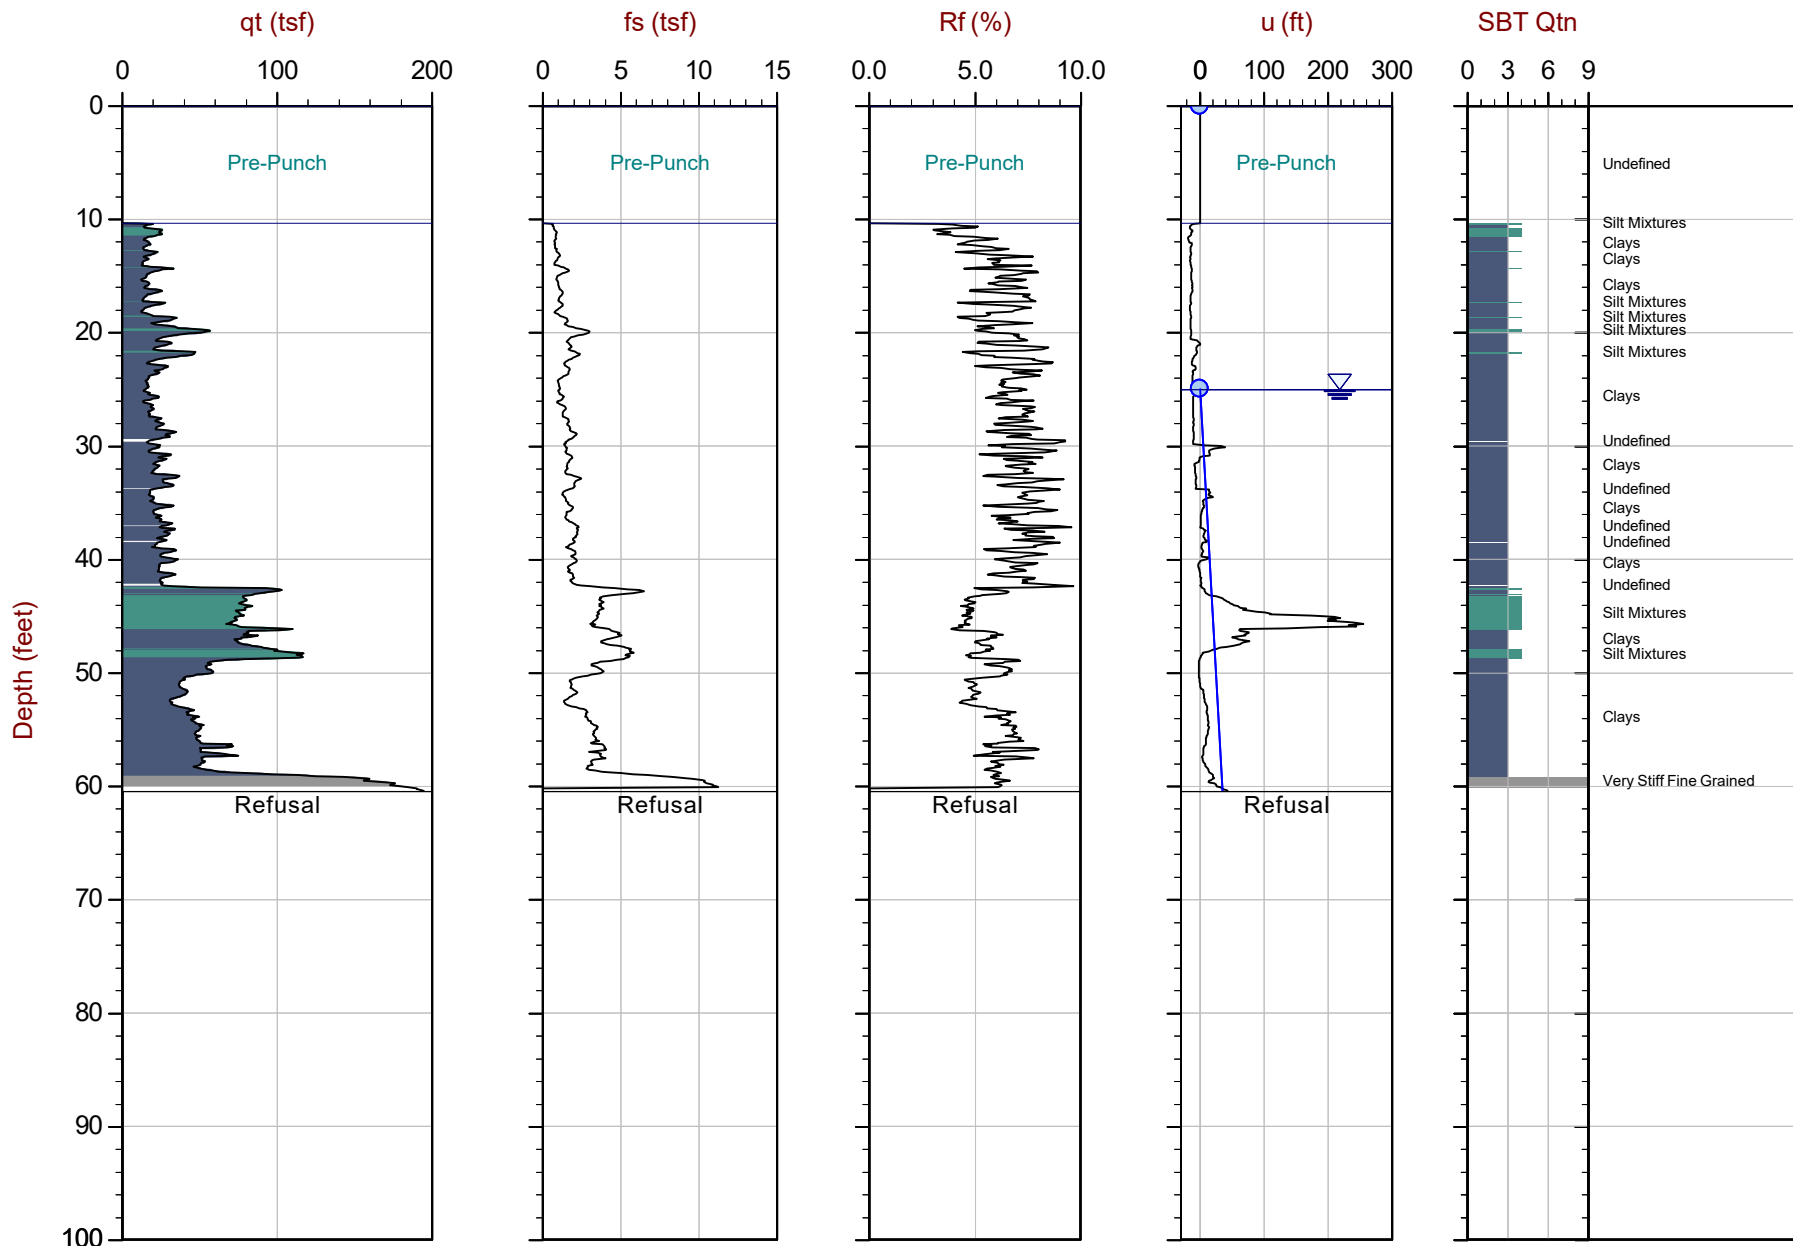 qt (tsf) fs (tsf) Rf (%) u (ft) SBT Qtn
0 100 200 0 5 10 15 0.0 5.0 10.0 0 100 200 300 0 3 6 9
0
Pre-Punch Pre-Punch Pre-Punch Pre-Punch Undefined
10
Silt Mixtures
Clays
Clays
Clays
Silt Mixtures
Silt Mixtures
20
Silt Mixtures
Silt Mixtures
Clays
30
Undefined
Clays
Undefined
Clays
Undefined
Undefined
40
Clays
Undefined
Silt Mixtures
Clays
Silt Mixtures
50
Clays
Depth (feet)
60
Very Stiff Fine Grained
Refusal Refusal Refusal Refusal
70
80
90
100